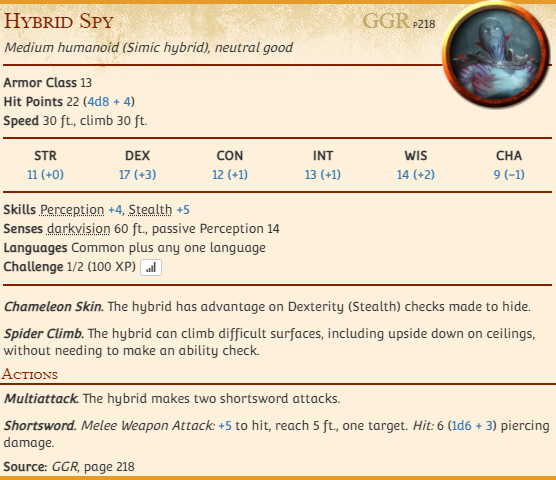 Hybrid Spy GGR p218
Medium humanoid (Simic hybrid), neutral good
Armor Class 13
Hit Points 22 (4d8 + 4)
Speed 30 ft., climb 30 ft.
STR DEX CON INT WIS CHA
11 (+0) 17 (+3) 12 (+1) 13 (+1) 14 (+2) 9 (−1)
Skills Perception +4, Stealth +5
Senses darkvision 60 ft., passive Perception 14
Languages Common plus any one language
Challenge 1/2 (100 XP)
Chameleon Skin. The hybrid has advantage on Dexterity (Stealth) checks made to hide.
Spider Climb. The hybrid can climb difficult surfaces, including upside down on ceilings,
without needing to make an ability check.
Actions
Multiattack. The hybrid makes two shortsword attacks.
Shortsword. Melee Weapon Attack: +5 to hit, reach 5 ft., one target. Hit: 6 (1d6 + 3) piercing
damage.
Source: GGR, page 218